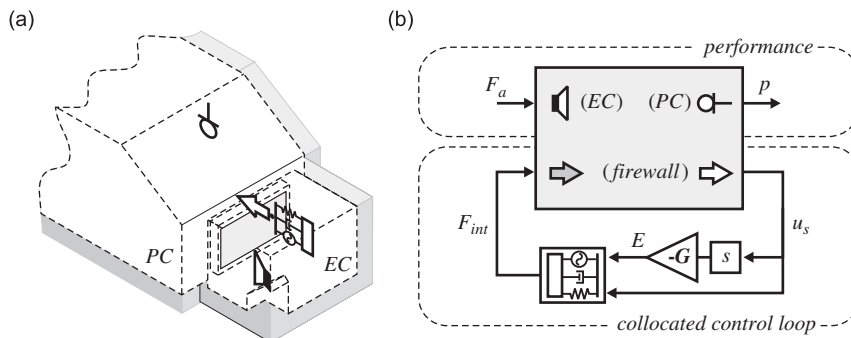 (a)
PC
EC
(b)
performance
F_a
(EC)
(PC)
p
(firewall)
F_int
E
u_s
-G
s
collocated control loop